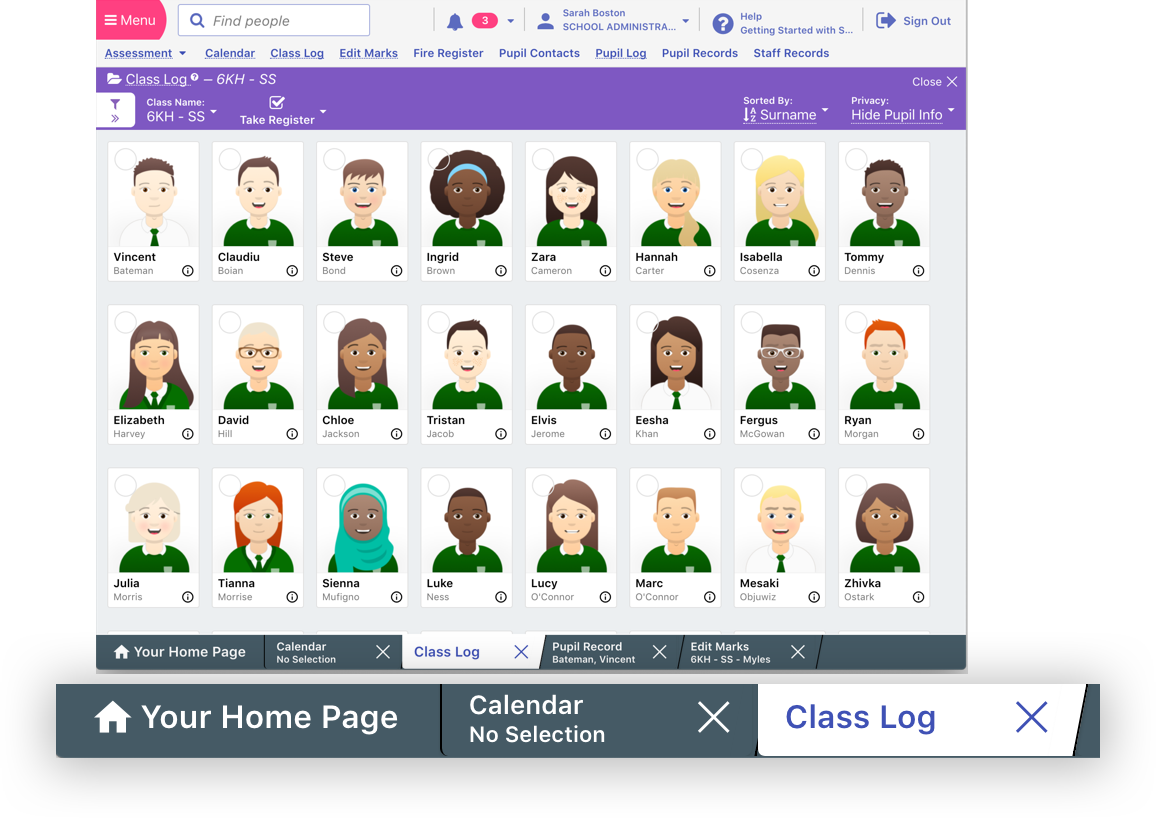 Menu
Find people
3
Sarah Boston
SCHOOL ADMINISTRA...
Help
Getting Started with S...
Sign Out
Assessment Calendar Class Log Edit Marks Fire Register Pupil Contacts Pupil Log Pupil Records Staff Records
Class Log ? – 6KH - SS
Close
Class Name:
6KH - SS
Take Register
Sorted By:
Surname
Privacy:
Hide Pupil Info
Vincent Claudiu Steve Ingrid Zara Hannah Isabella Tommy
Bateman Boian Bond Brown Cameron Carter Cosenza Dennis
Elizabeth David Chloe Tristan Elvis Eesha Fergus Ryan
Harvey Hill Jackson Jacob Jerome Khan McGowan Morgan
Julia Tianna Sienna Luke Lucy Marc Mesaki Zhivka
Morris Morrise Mufigno Ness O'Connor O'Connor Objuwiz Ostark
Your Home Page
Calendar
No Selection
Class Log
Pupil Record
Bateman, Vincent
Edit Marks
6KH - SS - Myles
Your Home Page
Calendar
No Selection
Class Log